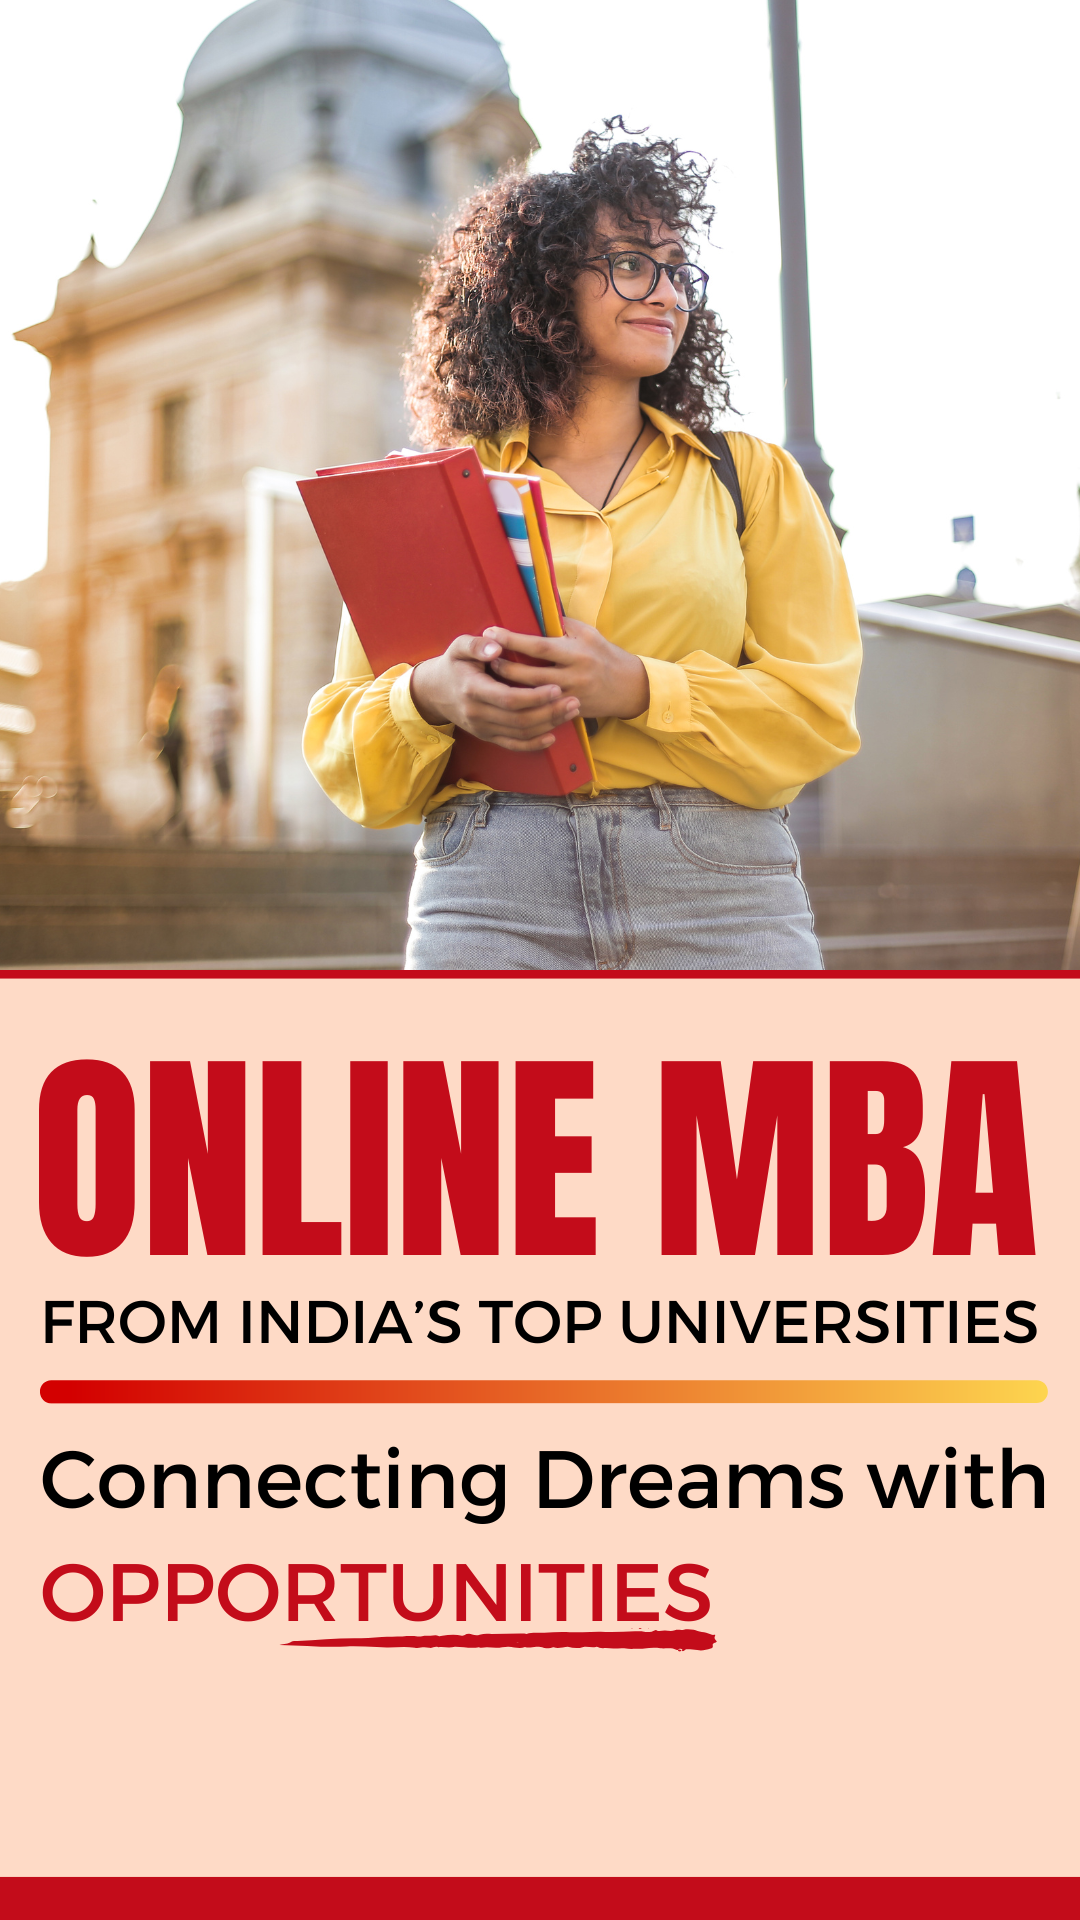 ONLINE MBA
FROM INDIA’S TOP UNIVERSITIES
Connecting Dreams with
OPPORTUNITIES